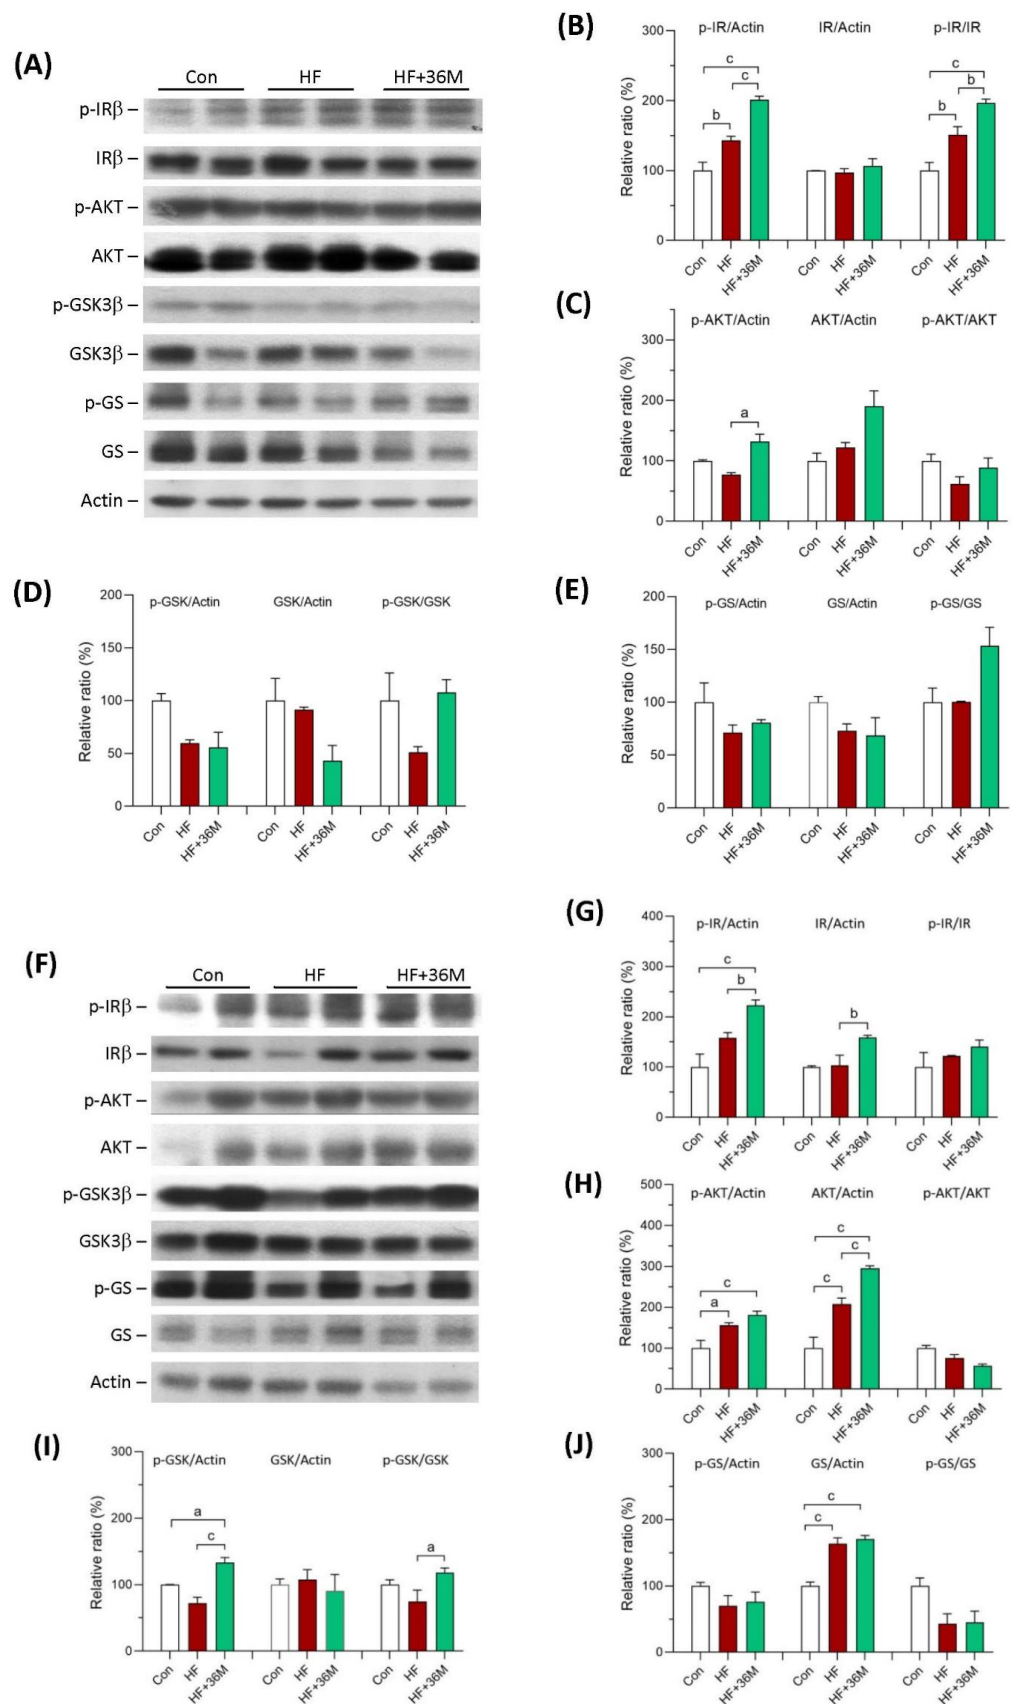 (A)
Con HF HF+36M
p-IRβ
IRβ
p-AKT
AKT
p-GSK3β
GSK3β
p-GS
GS
Actin
(B)
p-IR/Actin IR/Actin p-IR/IR
Relative ratio (%)
300
200
100
0
b c c b c b
Con HF HF+36M Con HF HF+36M Con HF HF+36M
(C)
p-AKT/Actin AKT/Actin p-AKT/AKT
Relative ratio (%)
300
200
100
0
a
Con HF HF+36M Con HF HF+36M Con HF HF+36M
(D)
p-GSK/Actin GSK/Actin p-GSK/GSK
Relative ratio (%)
200
150
100
50
0
Con HF HF+36M Con HF HF+36M Con HF HF+36M
(E)
p-GS/Actin GS/Actin p-GS/GS
Relative ratio (%)
200
150
100
50
0
Con HF HF+36M Con HF HF+36M Con HF HF+36M
(F)
Con HF HF+36M
p-IRβ
IRβ
p-AKT
AKT
p-GSK3β
GSK3β
p-GS
GS
Actin
(G)
p-IR/Actin IR/Actin p-IR/IR
Relative ratio (%)
400
300
200
100
0
c b b
Con HF HF+36M Con HF HF+36M Con HF HF+36M
(H)
p-AKT/Actin AKT/Actin p-AKT/AKT
Relative ratio (%)
500
400
300
200
100
0
a c c c c
Con HF HF+36M Con HF HF+36M Con HF HF+36M
(I)
p-GSK/Actin GSK/Actin p-GSK/GSK
Relative ratio (%)
300
200
100
0
a c a
Con HF HF+36M Con HF HF+36M Con HF HF+36M
(J)
p-GS/Actin GS/Actin p-GS/GS
Relative ratio (%)
300
200
100
0
c c
Con HF HF+36M Con HF HF+36M Con HF HF+36M